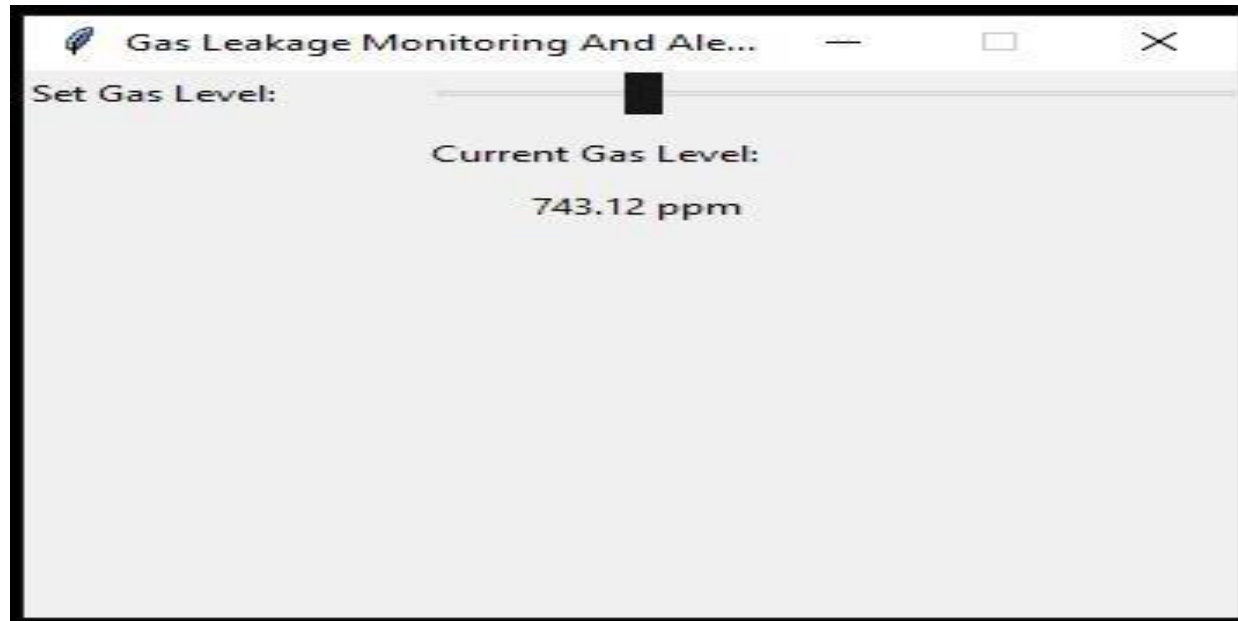 Gas Leakage Monitoring And Ale...
Set Gas Level:
Current Gas Level:
743.12 ppm